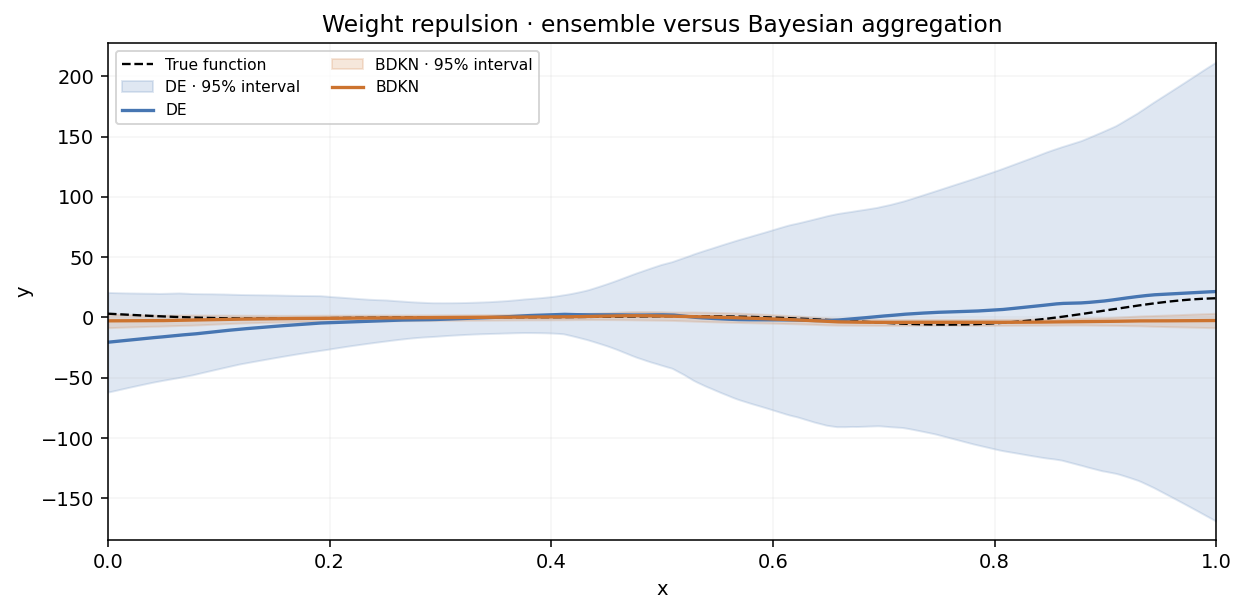 Weight repulsion · ensemble versus Bayesian aggregation
True function
DE · 95% interval
DE
BDKN · 95% interval
BDKN
y
200
150
100
50
0
−50
−100
−150
0.0 0.2 0.4 0.6 0.8 1.0
x